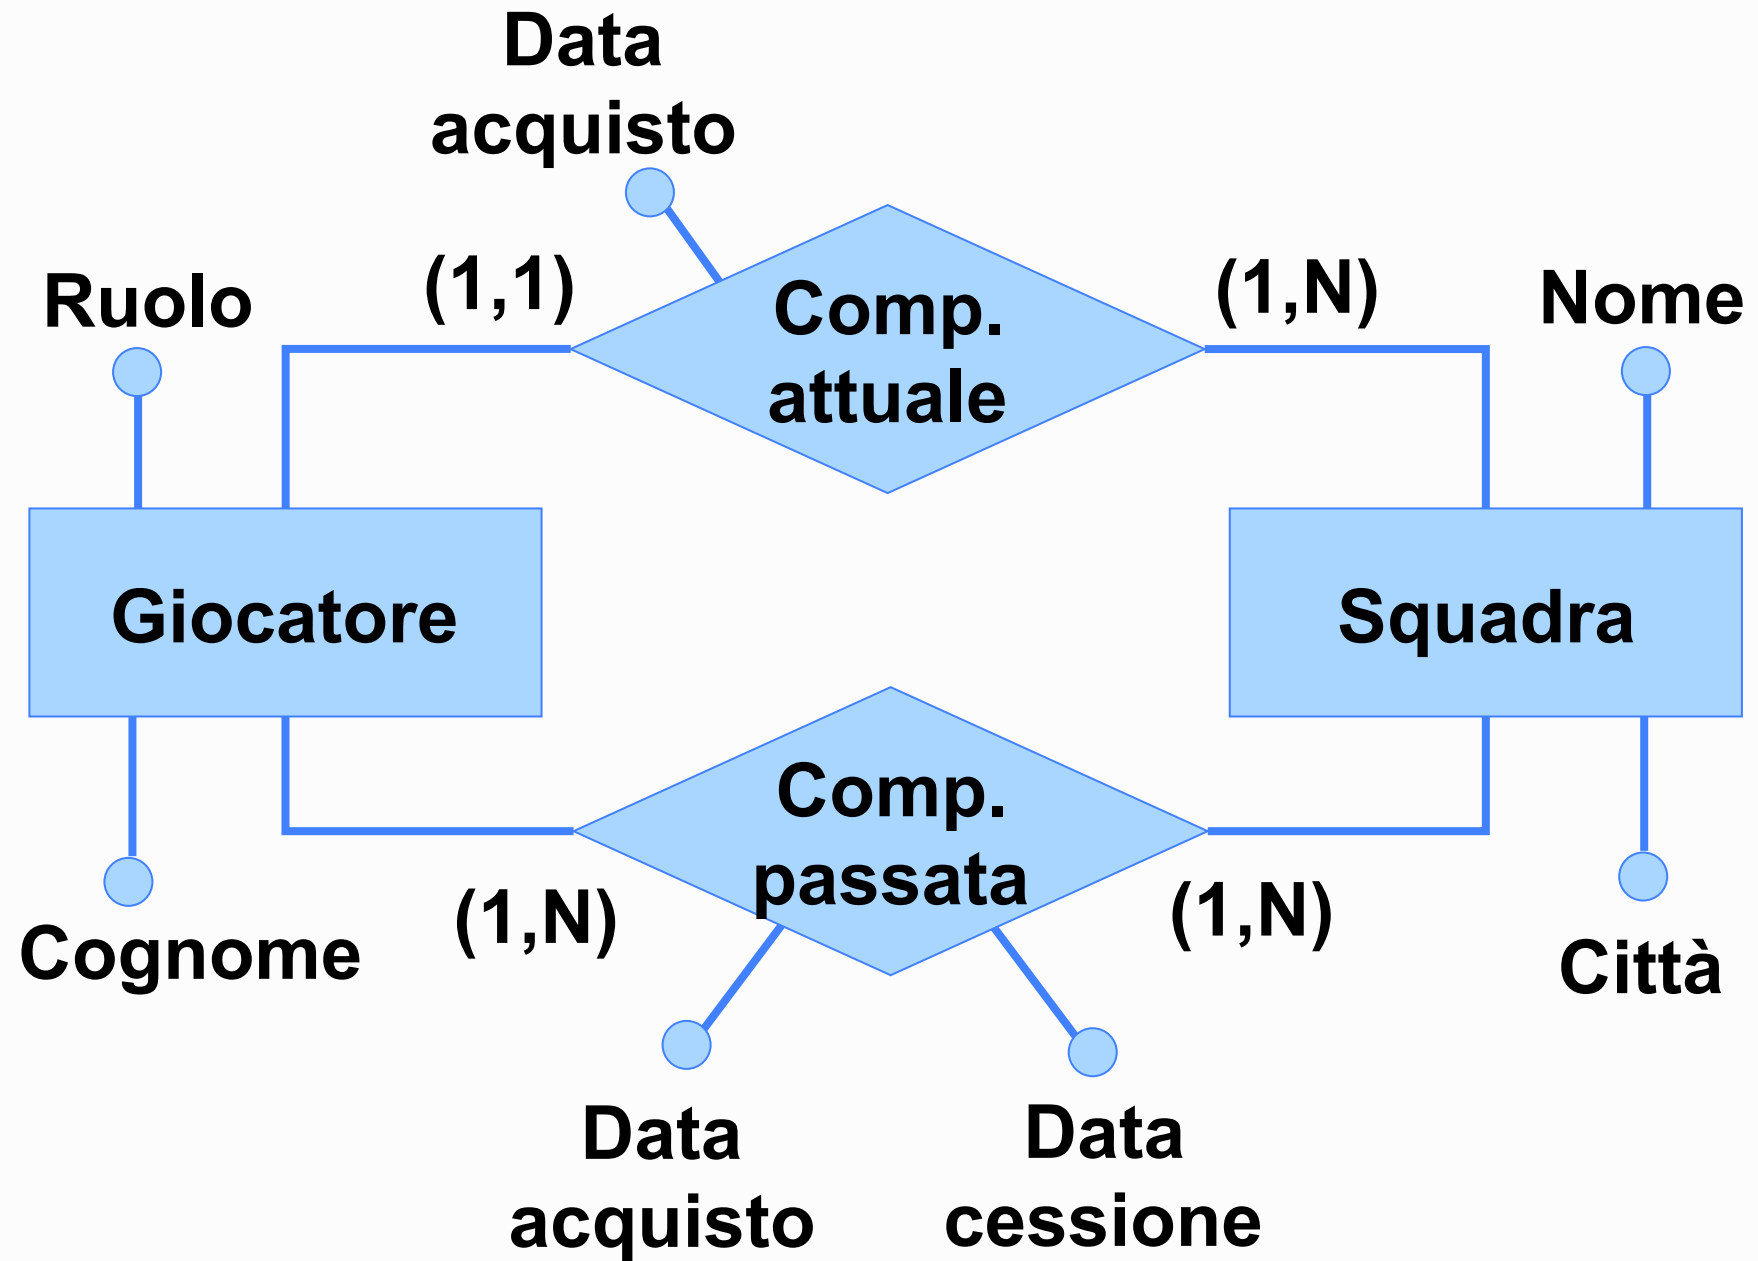 Data
acquisto
(1,1)
(1,N)
Ruolo
Nome
Comp.
attuale
Giocatore
Squadra
Comp.
passata
(1,N)
(1,N)
Cognome
Città
Data
acquisto
Data
cessione